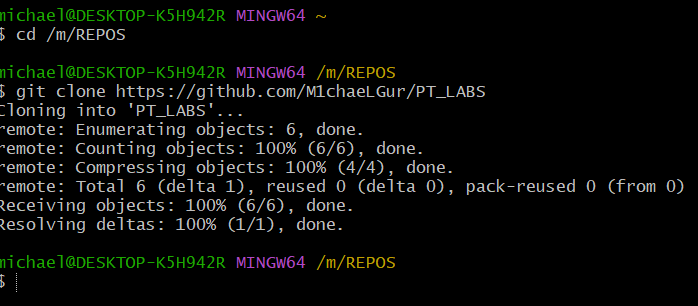 michael@DESKTOP-K5H942R MINGW64 ~
$ cd /m/REPOS
michael@DESKTOP-K5H942R MINGW64 /m/REPOS
$ git clone https://github.com/M1chaeLGur/PT_LABS
Cloning into 'PT_LABS'...
remote: Enumerating objects: 6, done.
remote: Counting objects: 100% (6/6), done.
remote: Compressing objects: 100% (4/4), done.
remote: Total 6 (delta 1), reused 0 (delta 0), pack-reused 0 (from 0)
Receiving objects: 100% (6/6), done.
Resolving deltas: 100% (1/1), done.
michael@DESKTOP-K5H942R MINGW64 /m/REPOS
$